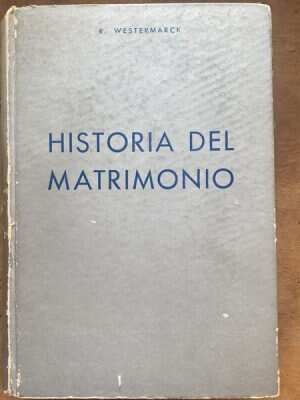 R. WESTERMARCK
HISTORIA DEL
MATRIMONIO